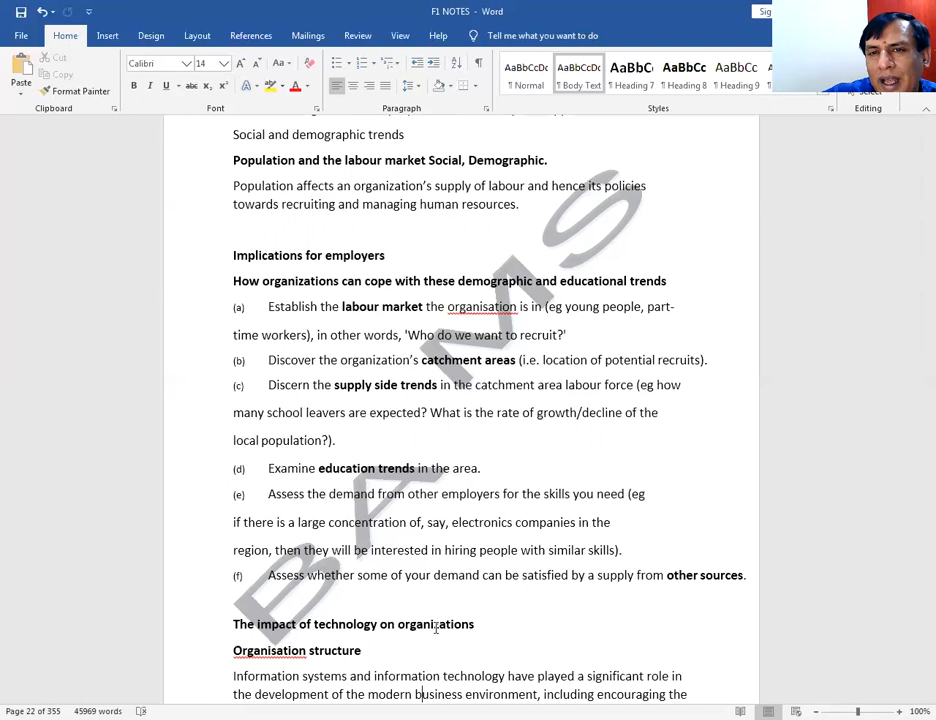 F1 NOTES - Word
Sig
File Home Insert Design Layout References Mailings Review View Help Tell me what you want to do
Paste
Cut
Copy
Format Painter
Calibri 14
Aa
B I U abc x₂ x² A A
AaBbCcDc AaBbCcDc AaBbC AaBbCc AaBbCc
¶ Normal ¶ Body Text Heading 7 Heading 8 Heading 9
Clipboard Font Paragraph Styles Editing
Social and demographic trends
Population and the labour market Social, Demographic.
Population affects an organization's supply of labour and hence its policies
towards recruiting and managing human resources.
Implications for employers
How organizations can cope with these demographic and educational trends
(a) Establish the labour market the organisation is in (eg young people, part-
time workers), in other words, 'Who do we want to recruit?'
(b) Discover the organization's catchment areas (i.e. location of potential recruits).
(c) Discern the supply side trends in the catchment area labour force (eg how
many school leavers are expected? What is the rate of growth/decline of the
local population?).
(d) Examine education trends in the area.
(e) Assess the demand from other employers for the skills you need (eg
if there is a large concentration of, say, electronics companies in the
region, then they will be interested in hiring people with similar skills).
(f) Assess whether some of your demand can be satisfied by a supply from other sources.
The impact of technology on organizations
Organisation structure
Information systems and information technology have played a significant role in
the development of the modern business environment, including encouraging the
BAMS
Page 22 of 355 45969 words 100%